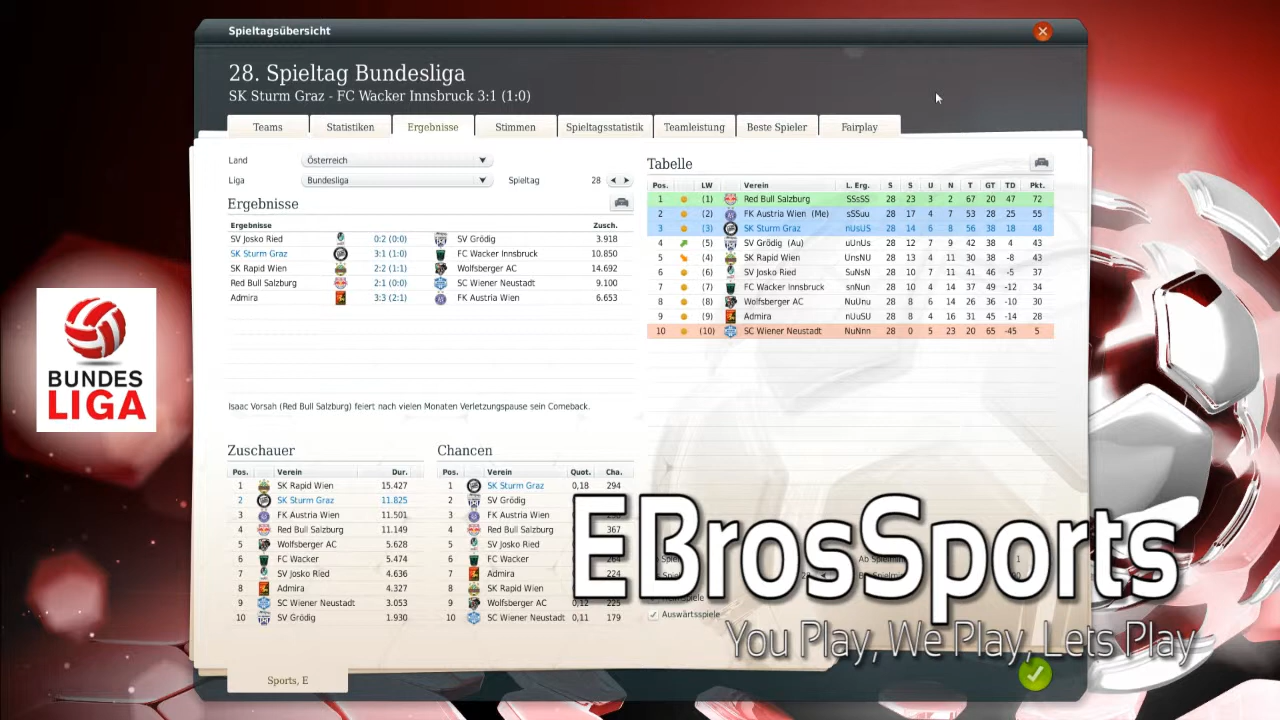 Spieltagsübersicht
28. Spieltag Bundesliga
SK Sturm Graz - FC Wacker Innsbruck 3:1 (1:0)
Teams Statistiken Ergebnisse Stimmen Spieltagsstatistik Teamleistung Beste Spieler Fairplay
Land Österreich
Liga Bundesliga Spieltag 28
Ergebnisse
Ergebnisse Zusch.
SV Josko Ried 0:2 (0:0) SV Grödig 3.918
SK Sturm Graz 3:1 (1:0) FC Wacker Innsbruck 10.850
SK Rapid Wien 2:2 (1:1) Wolfsberger AC 14.692
Red Bull Salzburg 2:1 (0:0) SC Wiener Neustadt 9.100
Admira 3:3 (2:1) FK Austria Wien 6.653
Isaac Vorsah (Red Bull Salzburg) feiert nach vielen Monaten Verletzungspause sein Comeback.
Tabelle
Pos. LW Verein L. Erg. S S U N T GT TD Pkt.
1 (1) Red Bull Salzburg SSsSS 28 23 3 2 67 20 47 72
2 (2) FK Austria Wien (Me) sSSuu 28 17 4 7 53 28 25 55
3 (3) SK Sturm Graz nUsUS 28 14 6 8 56 38 18 48
4 (5) SV Grödig (Au) uUnUs 28 12 7 9 42 38 4 43
5 (4) SK Rapid Wien UnsNU 28 13 4 11 30 38 -8 43
6 (6) SV Josko Ried SuNsN 28 10 7 11 41 46 -5 37
7 (7) FC Wacker Innsbruck snNun 28 10 4 14 37 49 -12 34
8 (8) Wolfsberger AC NuUnu 28 8 6 14 26 36 -10 30
9 (9) Admira nUuSU 28 8 4 16 31 45 -14 28
10 (10) SC Wiener Neustadt NuNnn 28 0 5 23 20 65 -45 5
Zuschauer
Pos. Verein Dur.
1 SK Rapid Wien 15.427
2 SK Sturm Graz 11.825
3 FK Austria Wien 11.501
4 Red Bull Salzburg 11.149
5 Wolfsberger AC 5.628
6 FC Wacker 5.474
7 SV Josko Ried 4.636
8 Admira 4.327
9 SC Wiener Neustadt 3.053
10 SV Grödig 1.930
Chancen
Pos. Verein Quot. Cha.
1 SK Sturm Graz 0,18 294
2 SV Grödig
3 FK Austria Wien
4 Red Bull Salzburg 367
5 SV Josko Ried
6 FC Wacker
7 Admira
8 SK Rapid Wien
9 Wolfsberger AC 225
10 SC Wiener Neustadt 0,11 179
Auswärtsspiele
BUNDES
LIGA
EBrosSports
You Play, We Play, Lets Play
Sports, E